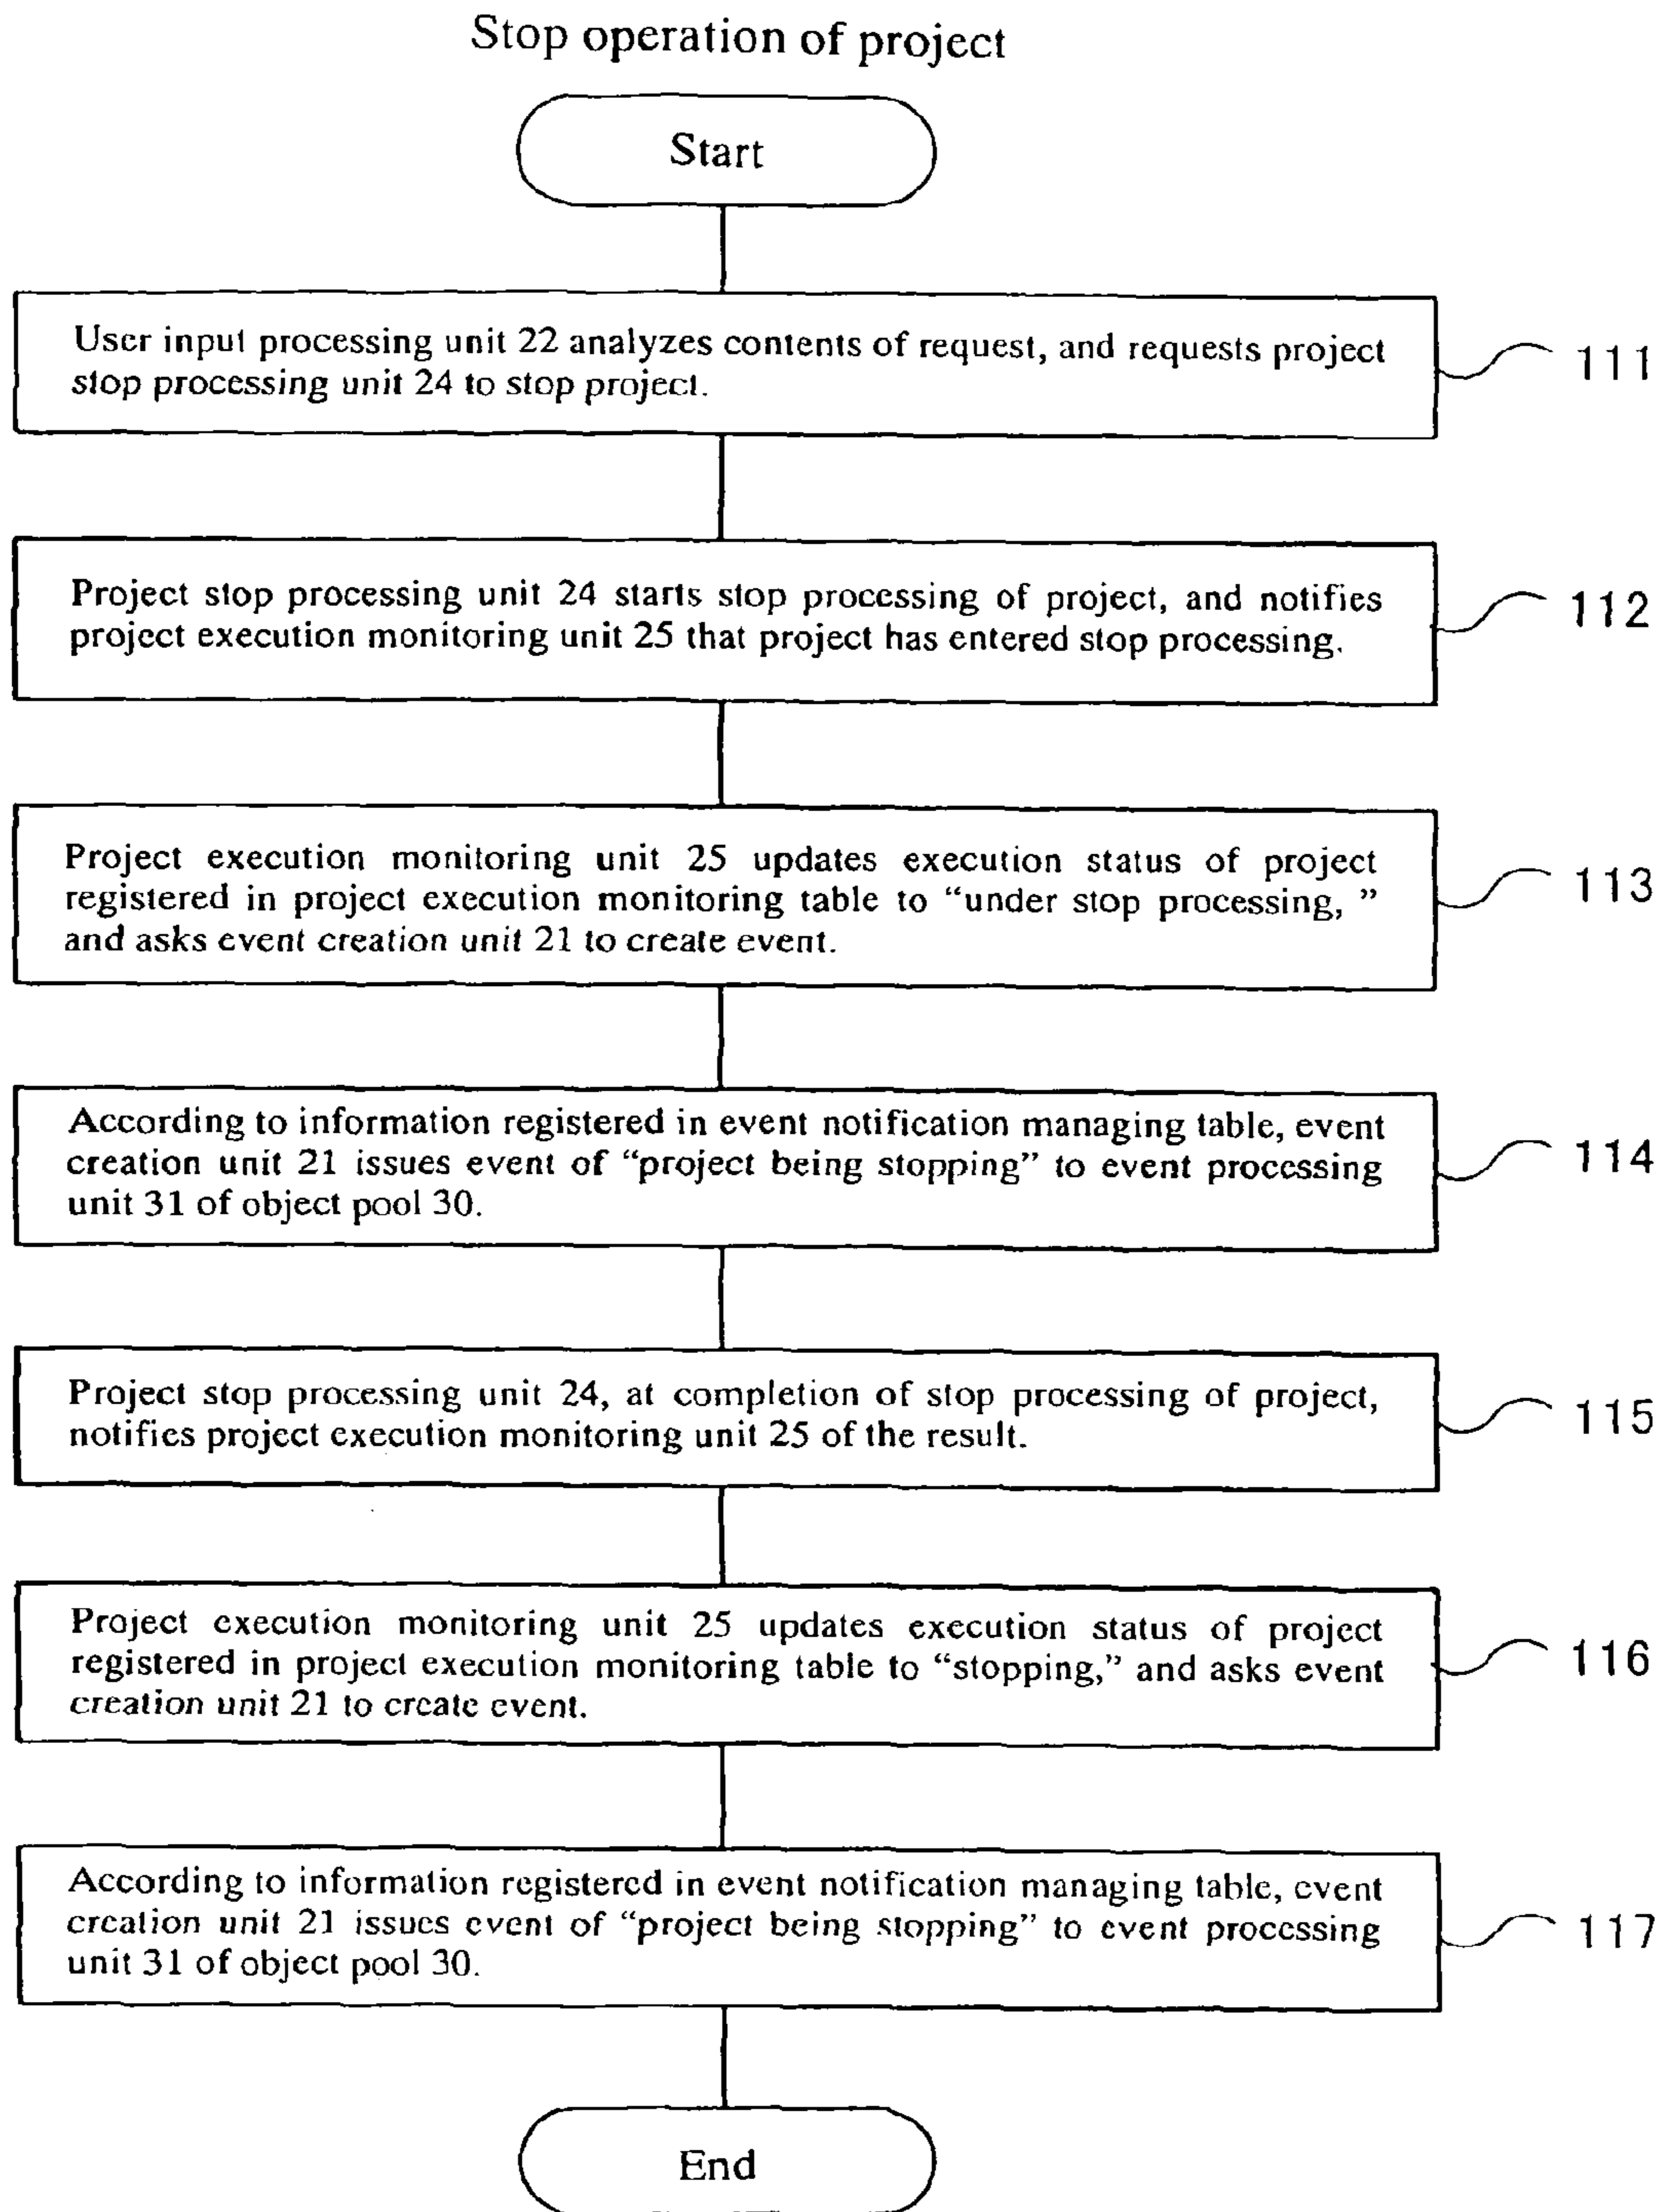 Stop operation of project
Start
User input processing unit 22 analyzes contents of request, and requests project
stop processing unit 24 to stop project.
111
Project stop processing unit 24 starts stop processing of project, and notifies
project execution monitoring unit 25 that project has entered stop processing.
112
Project execution monitoring unit 25 updates execution status of project
registered in project execution monitoring table to “under stop processing, ”
and asks event creation unit 21 to create event.
113
According to information registered in event notification managing table, event
creation unit 21 issues event of “project being stopping” to event processing
unit 31 of object pool 30.
114
Project stop processing unit 24, at completion of stop processing of project,
notifies project execution monitoring unit 25 of the result.
115
Project execution monitoring unit 25 updates execution status of project
registered in project execution monitoring table to “stopping,” and asks event
creation unit 21 to create event.
116
According to information registered in event notification managing table, event
creation unit 21 issues event of “project being stopping” to event processing
unit 31 of object pool 30.
117
End